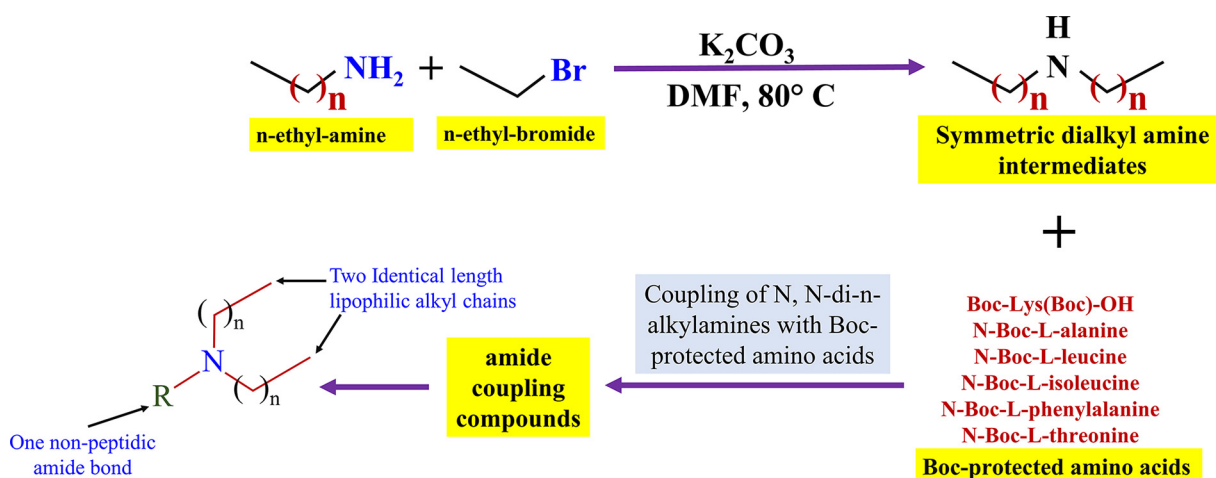 NH2
( )n
n-ethyl-amine
+
Br
n-ethyl-bromide
K2CO3
DMF, 80° C
H
N
( )n
( )n
Symmetric dialkyl amine
intermediates
+
Boc-Lys(Boc)-OH
N-Boc-L-alanine
N-Boc-L-leucine
N-Boc-L-isoleucine
N-Boc-L-phenylalanine
N-Boc-L-threonine
Boc-protected amino acids
Coupling of N, N-di-n-
alkylamines with Boc-
protected amino acids
amide
coupling
compounds
Two Identical length
lipophilic alkyl chains
( )n
N
( )n
R
One non-peptidic
amide bond